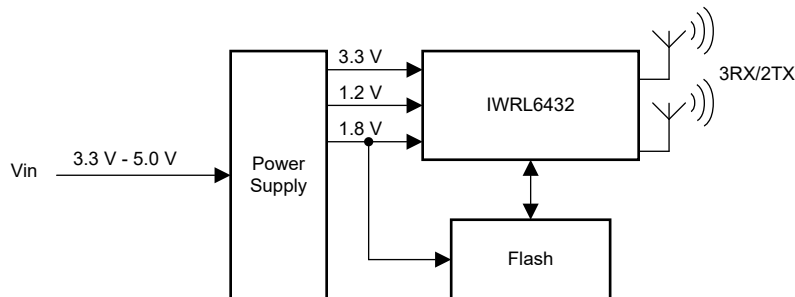 3.3 V
1.2 V
1.8 V
IWRL6432
3RX/2TX
Vin
3.3 V - 5.0 V
Power
Supply
Flash